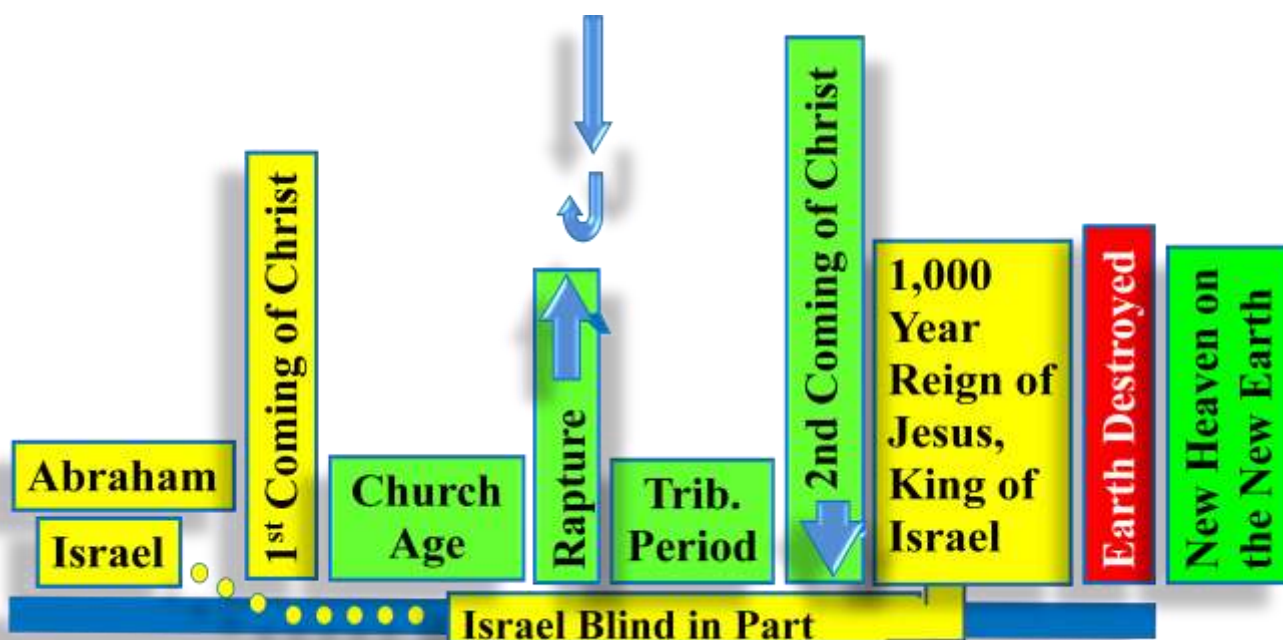 Abraham
Israel
1st Coming of Christ
Church
Age
Rapture
Trib.
Period
2nd Coming of Christ
1,000
Year
Reign of
Jesus,
King of
Israel
Earth Destroyed
New Heaven on
the New Earth
Israel Blind in Part